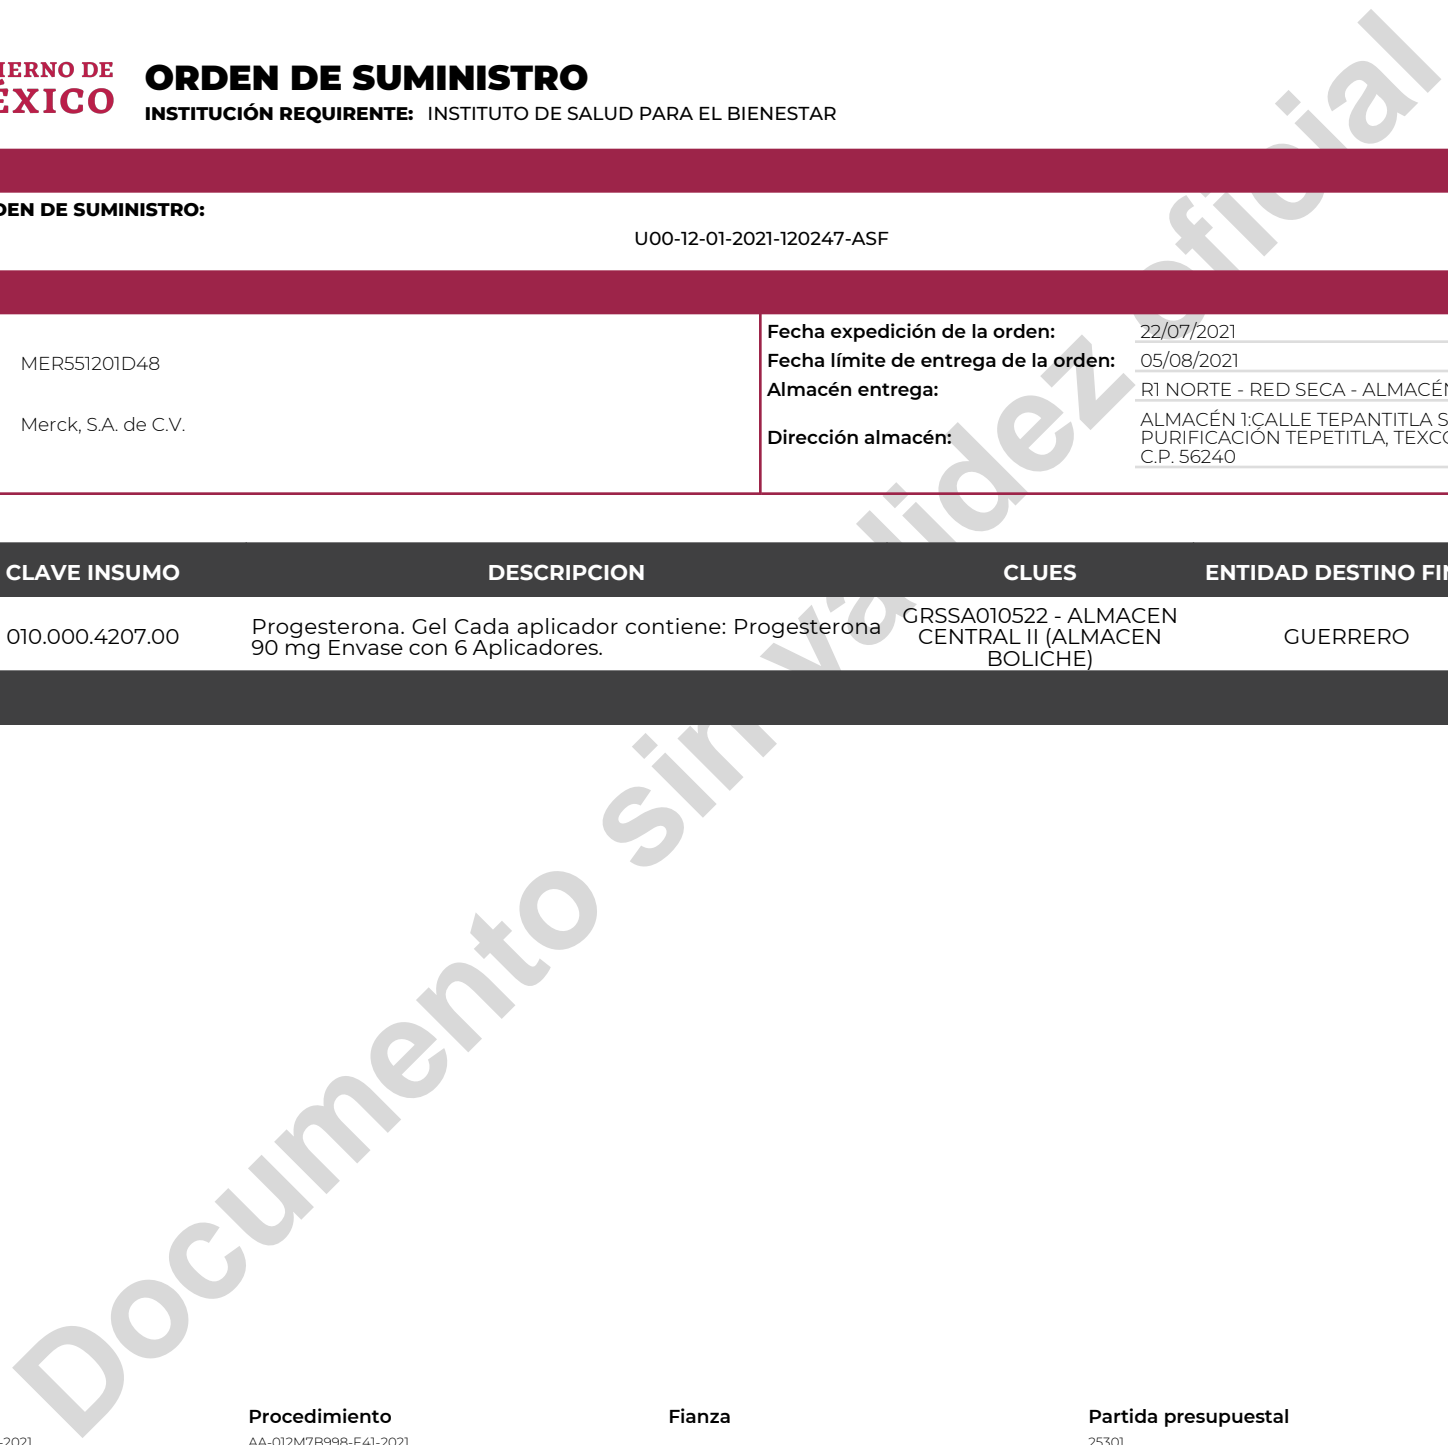 IERNO DE
ÉXICO
ORDEN DE SUMINISTRO
INSTITUCIÓN REQUIRENTE: INSTITUTO DE SALUD PARA EL BIENESTAR
DEN DE SUMINISTRO:
U00-12-01-2021-120247-ASF
MER551201D48
Merck, S.A. de C.V.
Fecha expedición de la orden: 22/07/2021
Fecha límite de entrega de la orden: 05/08/2021
Almacén entrega: R1 NORTE - RED SECA - ALMACÉN
Dirección almacén: ALMACÉN 1:CALLE TEPANTITLA S
PURIFICACIÓN TEPETITLA, TEXCO
C.P. 56240
CLAVE INSUMO DESCRIPCION CLUES ENTIDAD DESTINO FIN
010.000.4207.00
Progesterona. Gel Cada aplicador contiene: Progesterona
90 mg Envase con 6 Aplicadores.
GRSSA010522 - ALMACEN
CENTRAL II (ALMACEN
BOLICHE)
GUERRERO
Documento sin validez oficial
Procedimiento Fianza Partida presupuestal
-2021 AA-012M7B998-E41-2021 25301